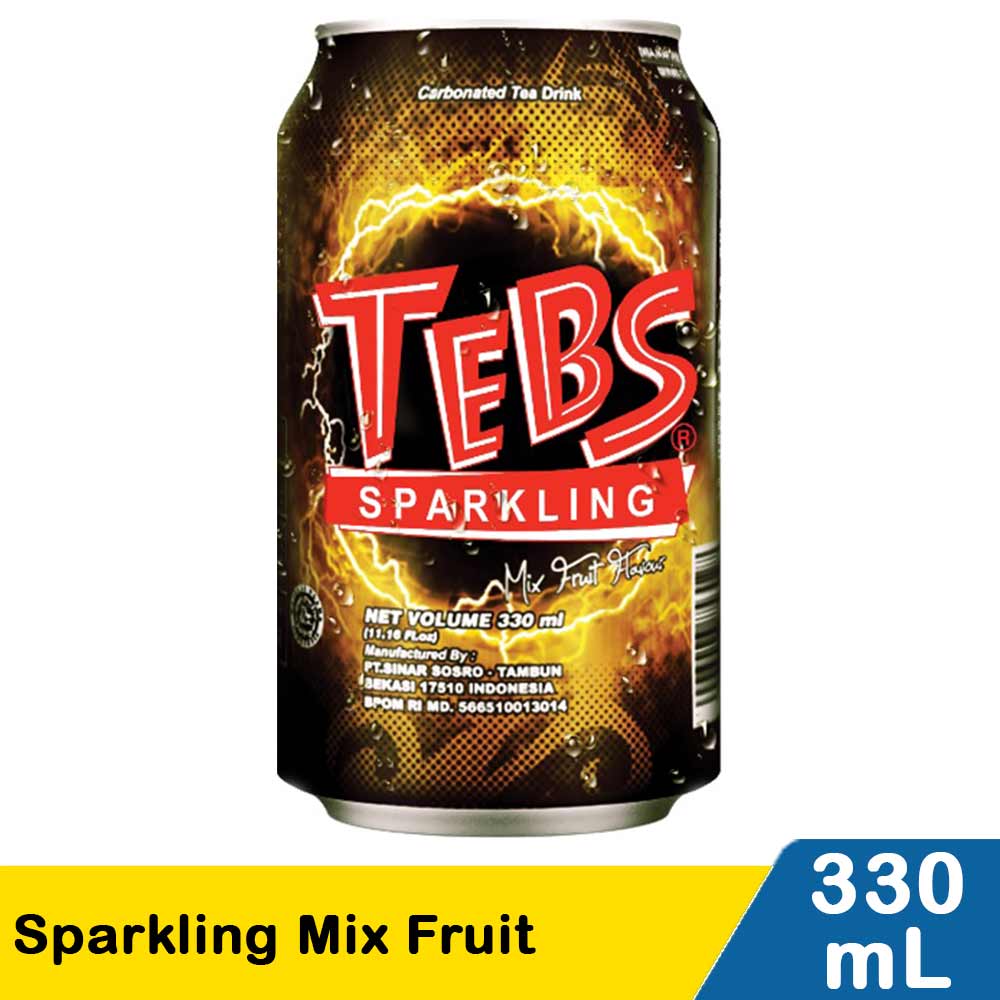 Carbonated Tea Drink
TEBS
®
SPARKLING
Mix Fruit Flavour
NET VOLUME 330 ml
(11.16 Fl.oz)
Manufactured By :
PT.SINAR SOSRO - TAMBUN
BEKASI 17510 INDONESIA
BPOM RI MD. 566510013014
Sparkling Mix Fruit
330
mL